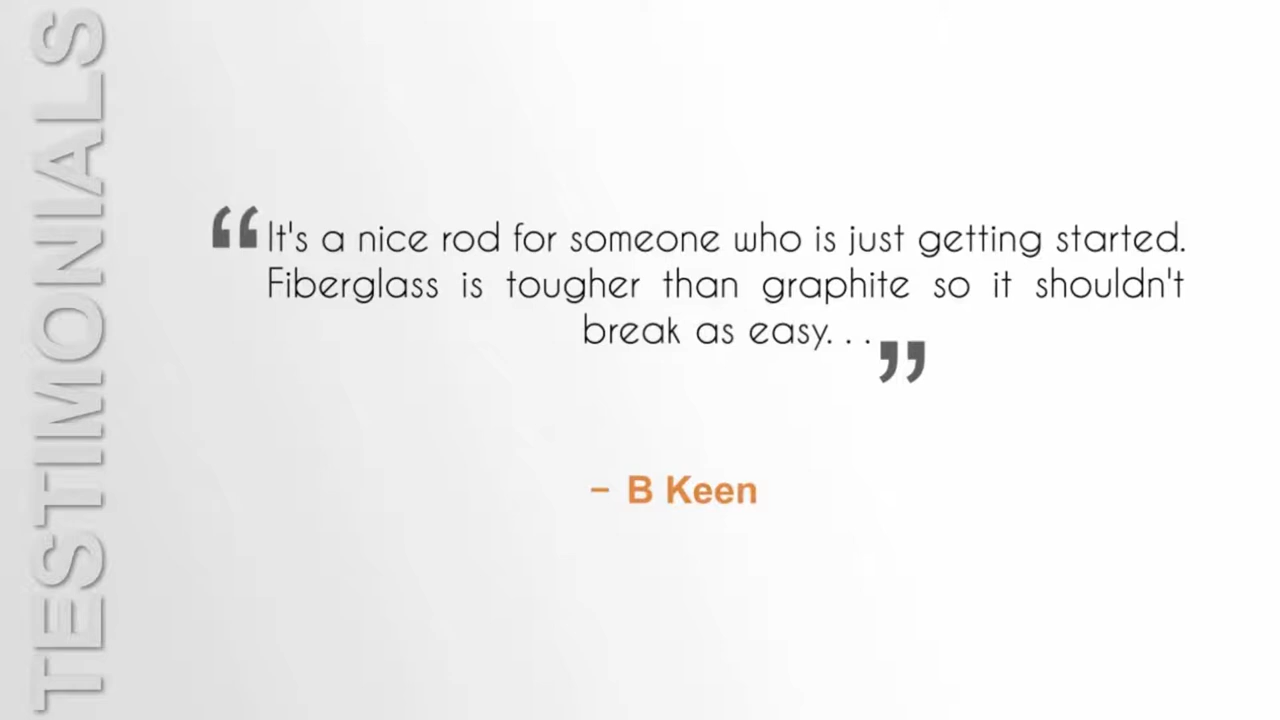 TESTIMONIALS
“It's a nice rod for someone who is just getting started.
Fiberglass is tougher than graphite so it shouldn't
break as easy. . .”
– B Keen